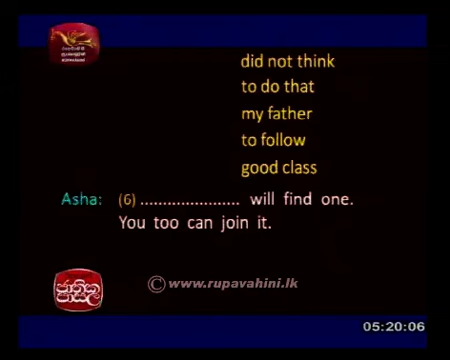 did not think
to do that
my father
to follow
good class
Asha: (6) ...................... will find one.
You too can join it.
ජාතික
පාසල
© www.rupavahini.lk
05:20:06